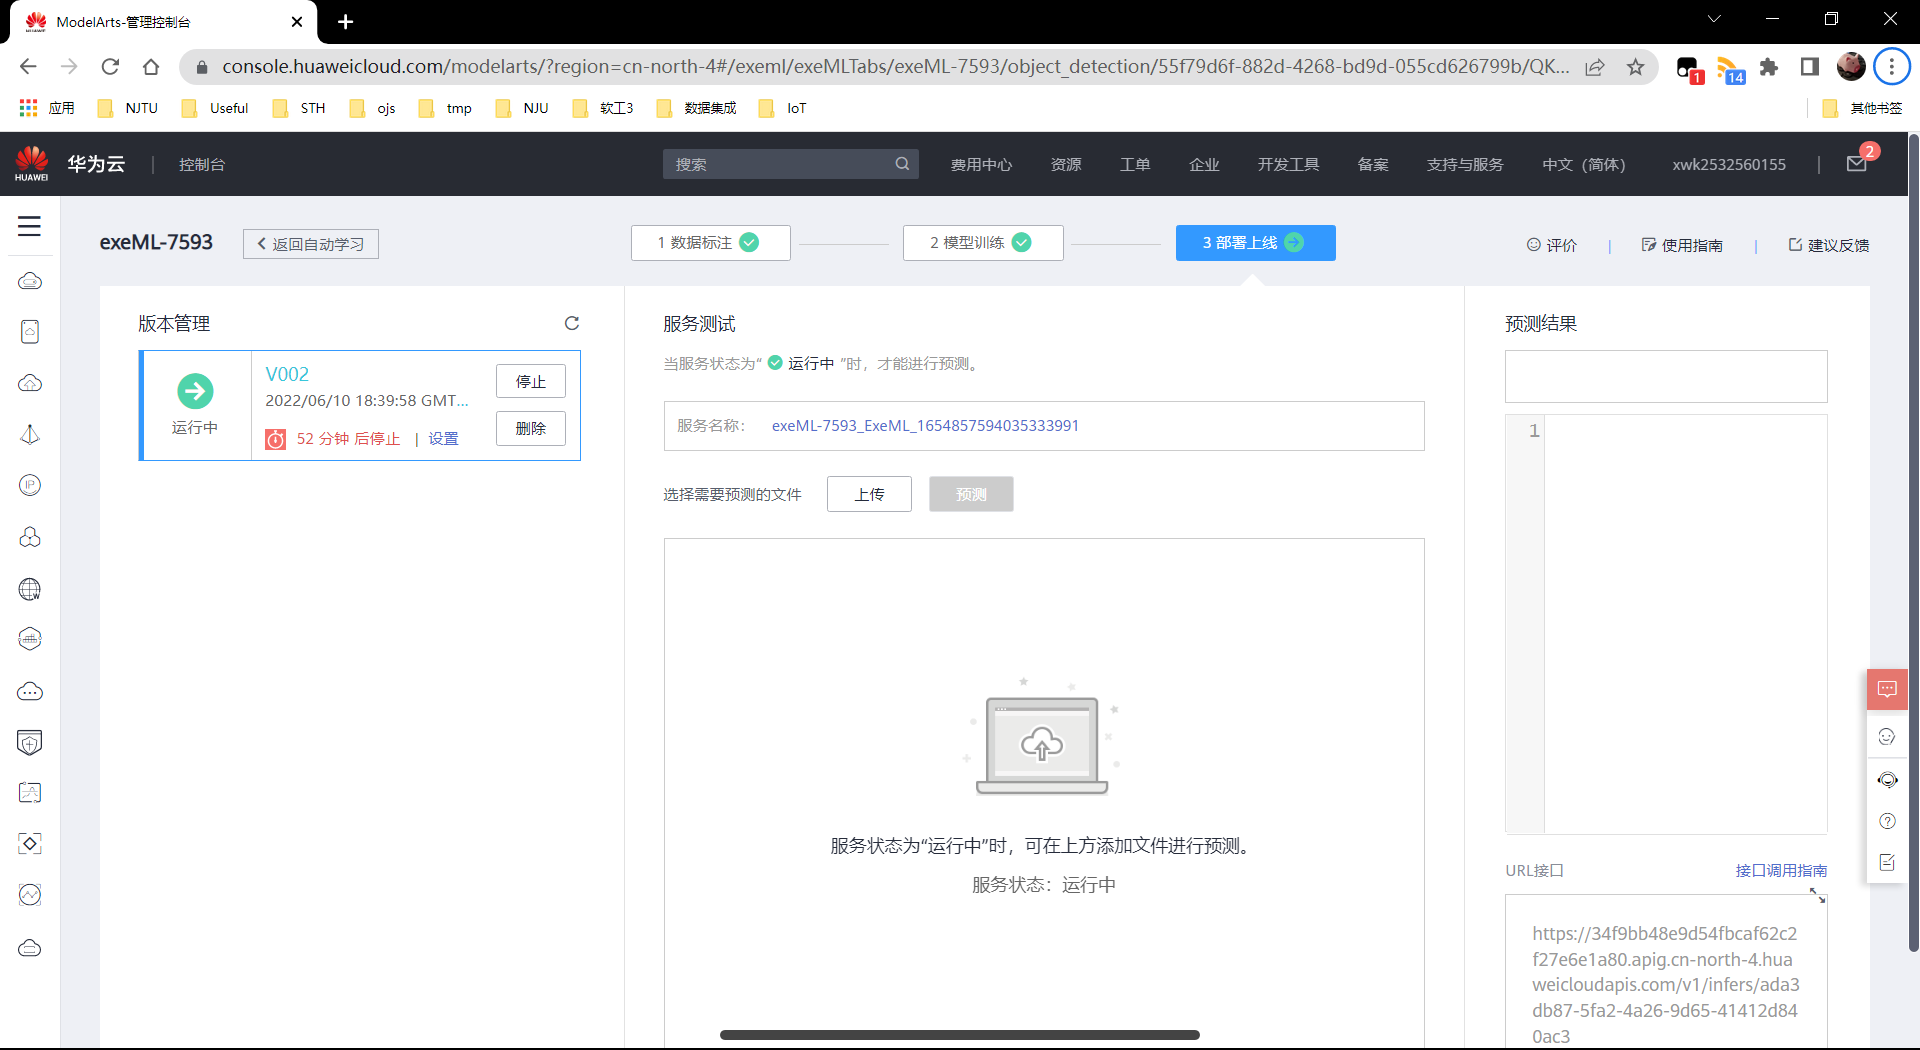 ModelArts-管理控制台
console.huaweicloud.com/modelarts/?region=cn-north-4#/exeml/exeMLTabs/exeML-7593/object_detection/55f79d6f-882d-4268-bd9d-055cd626799b/QK...
1
14
应用 NJTU Useful STH ojs tmp NJU 软工3 数据集成 IoT 其他书签
HUAWEI 华为云 | 控制台 搜索 费用中心 资源 工单 企业 开发工具 备案 支持与服务 中文（简体） xwk2532560155 | 2
exeML-7593 返回自动学习 1 数据标注 2 模型训练 3 部署上线 评价 | 使用指南 | 建议反馈
版本管理
V002
2022/06/10 18:39:58 GMT...
运行中
52 分钟 后停止 | 设置
停止
删除
服务测试
当服务状态为“ 运行中 ”时，才能进行预测。
服务名称： exeML-7593_ExeML_1654857594035333991
选择需要预测的文件 上传 预测
服务状态为“运行中”时，可在上方添加文件进行预测。
服务状态：运行中
预测结果
1
URL接口 接口调用指南
https://34f9bb48e9d54fbcaf62c2
f27e6e1a80.apig.cn-north-4.hua
weicloudapis.com/v1/infers/ada3
db87-5fa2-4a26-9d65-41412d84
0ac3
IP
W